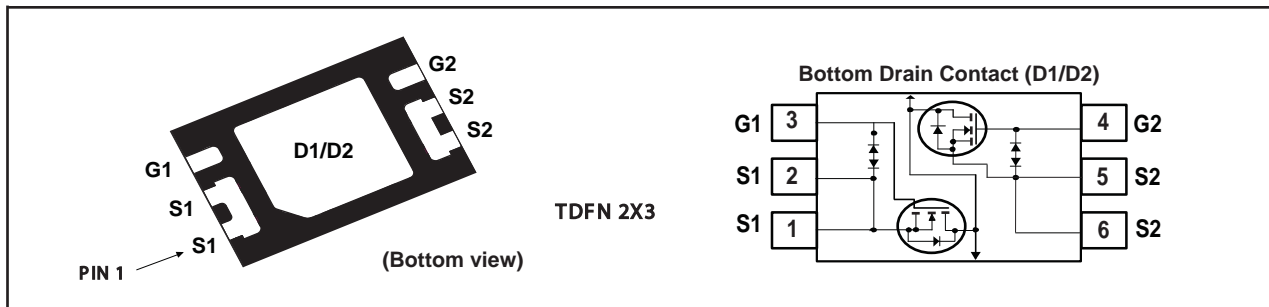 G2
S2
S2
D1/D2
G1
S1
S1
PIN 1
(Bottom view)
TDFN 2X3
Bottom Drain Contact (D1/D2)
G1 3 4 G2
S1 2 5 S2
S1 1 6 S2